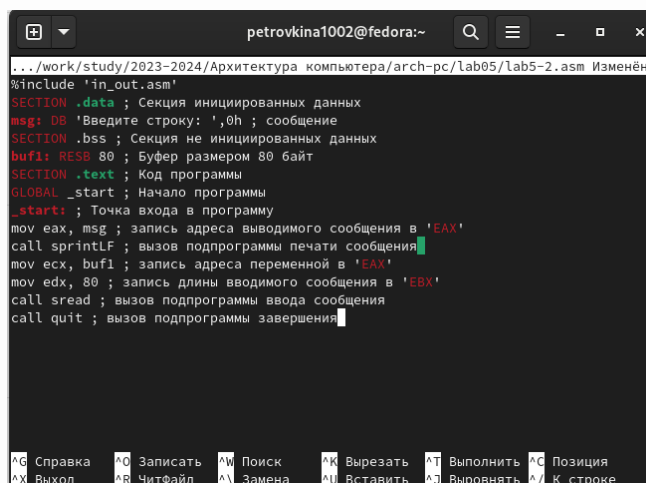 petrovkina1002@fedora:~
.../work/study/2023-2024/Архитектура компьютера/arch-pc/lab05/lab5-2.asm Изменён
%include 'in_out.asm'
SECTION .data ; Секция инициированных данных
msg: DB 'Введите строку: ',0h ; сообщение
SECTION .bss ; Секция не инициированных данных
buf1: RESB 80 ; Буфер размером 80 байт
SECTION .text ; Код программы
GLOBAL _start ; Начало программы
_start: ; Точка входа в программу
mov eax, msg ; запись адреса выводимого сообщения в 'EAX'
call sprintLF ; вызов подпрограммы печати сообщения
mov ecx, buf1 ; запись адреса переменной в 'EAX'
mov edx, 80 ; запись длины вводимого сообщения в 'EBX'
call sread ; вызов подпрограммы ввода сообщения
call quit ; вызов подпрограммы завершения
^G Справка ^O Записать ^W Поиск ^K Вырезать ^T Выполнить ^C Позиция
^X Выход ^R ЧитФайл ^\ Замена ^U Вставить ^J Выровнять ^/ К строке